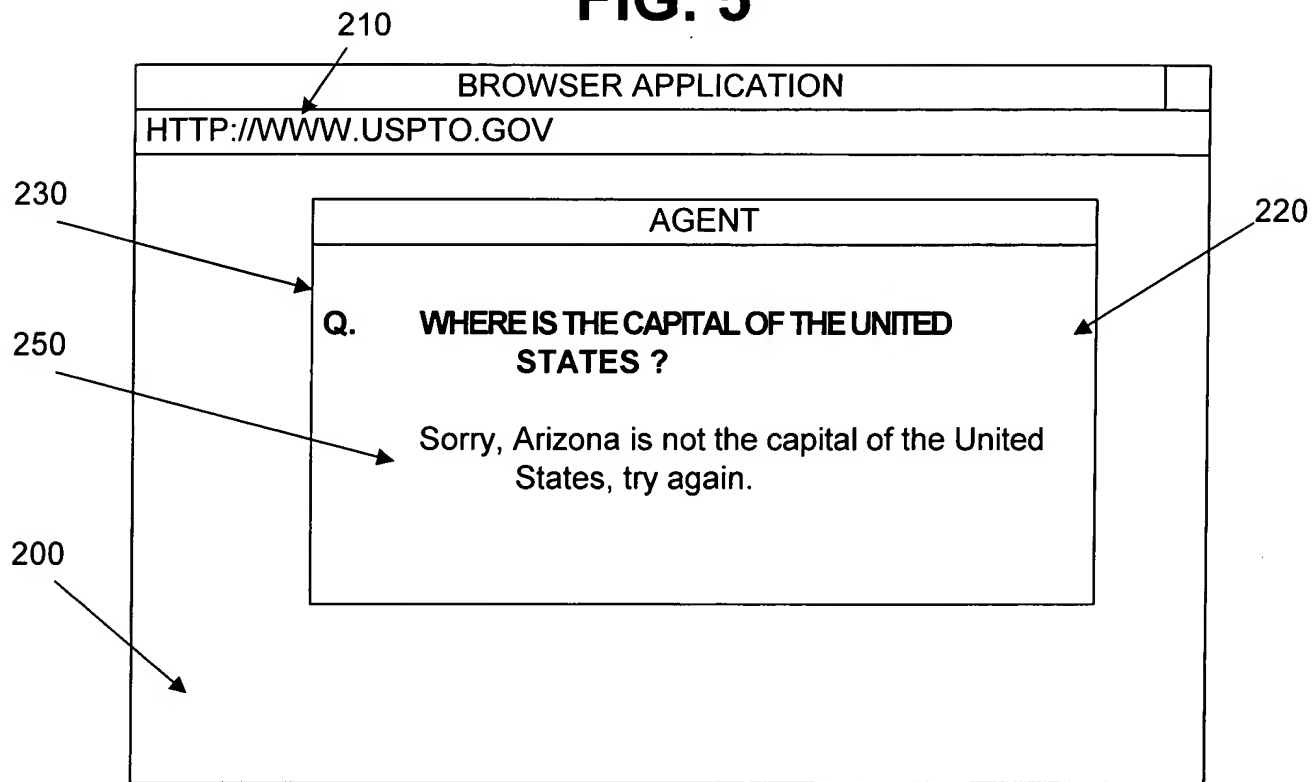 FIG. 5
210
BROWSER APPLICATION
HTTP://WWW.USPTO.GOV
230
AGENT
220
Q. WHERE IS THE CAPITAL OF THE UNITED
STATES ?
250
Sorry, Arizona is not the capital of the United
States, try again.
200